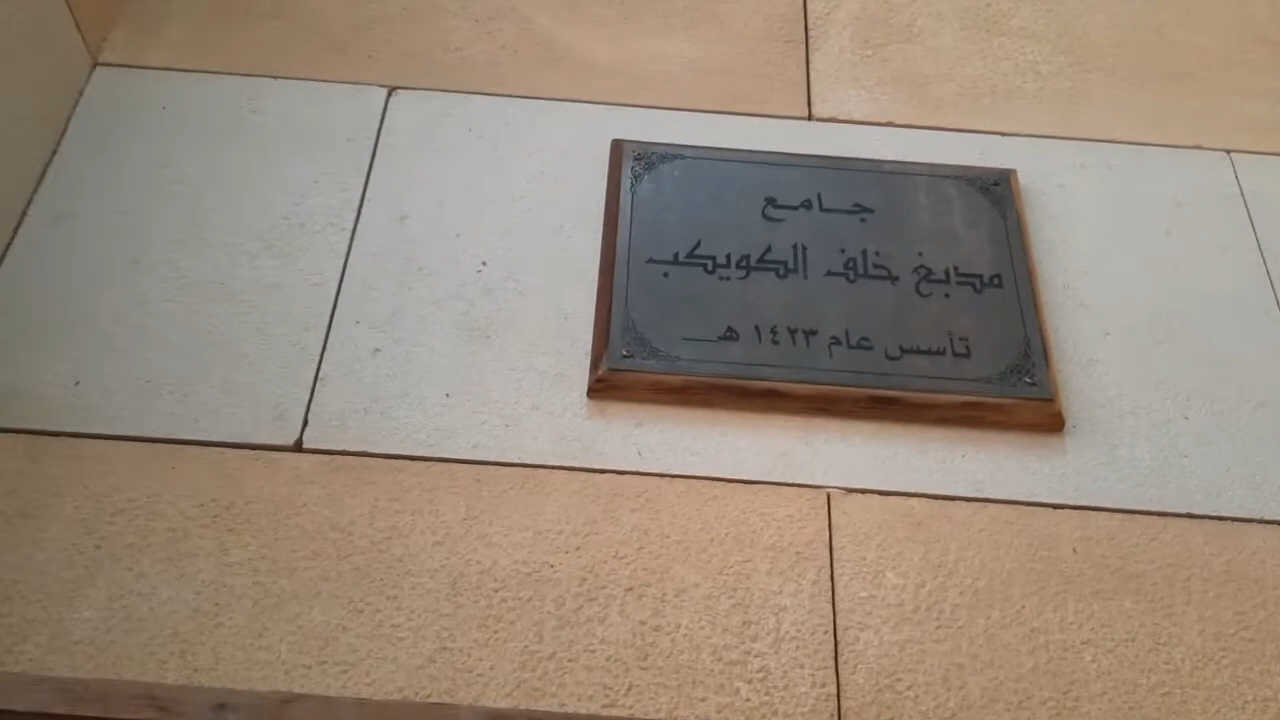 جامع
مدبغ خلف الكويكب
تأسس عام ١٤٢٣ هـ